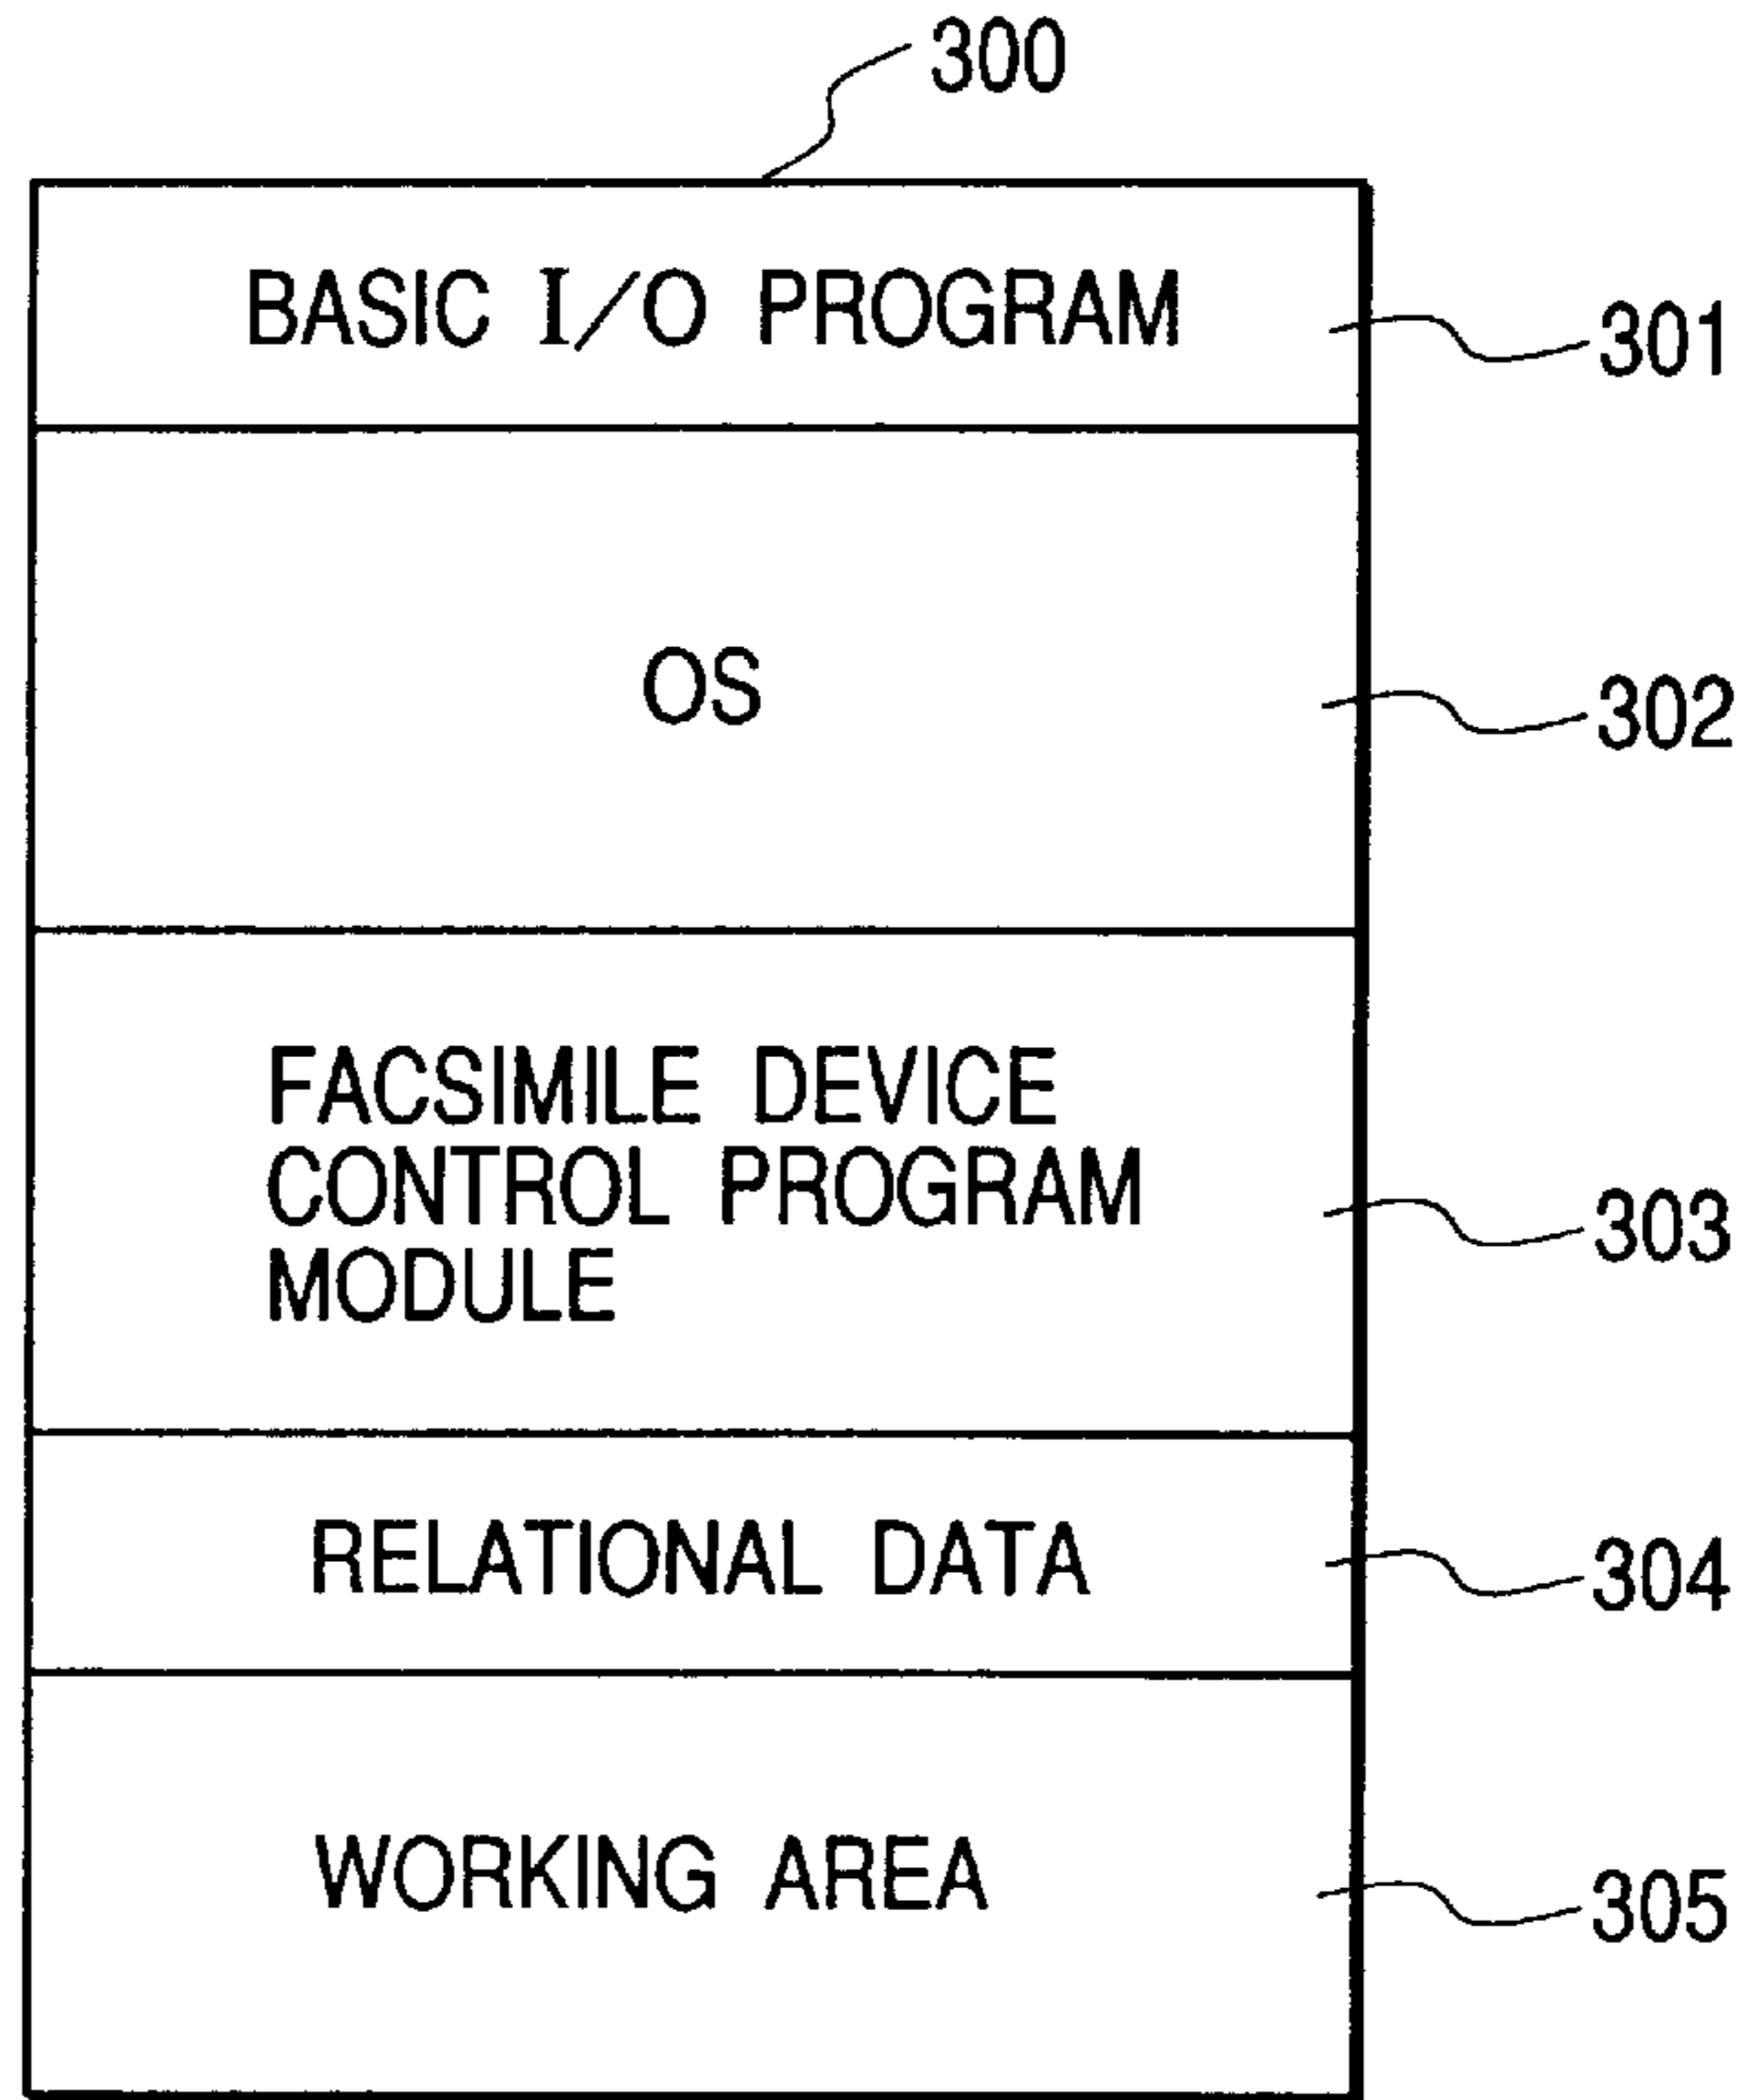 300
BASIC I/O PROGRAM
301
OS
302
FACSIMILE DEVICE
CONTROL PROGRAM
MODULE
303
RELATIONAL DATA
304
WORKING AREA
305